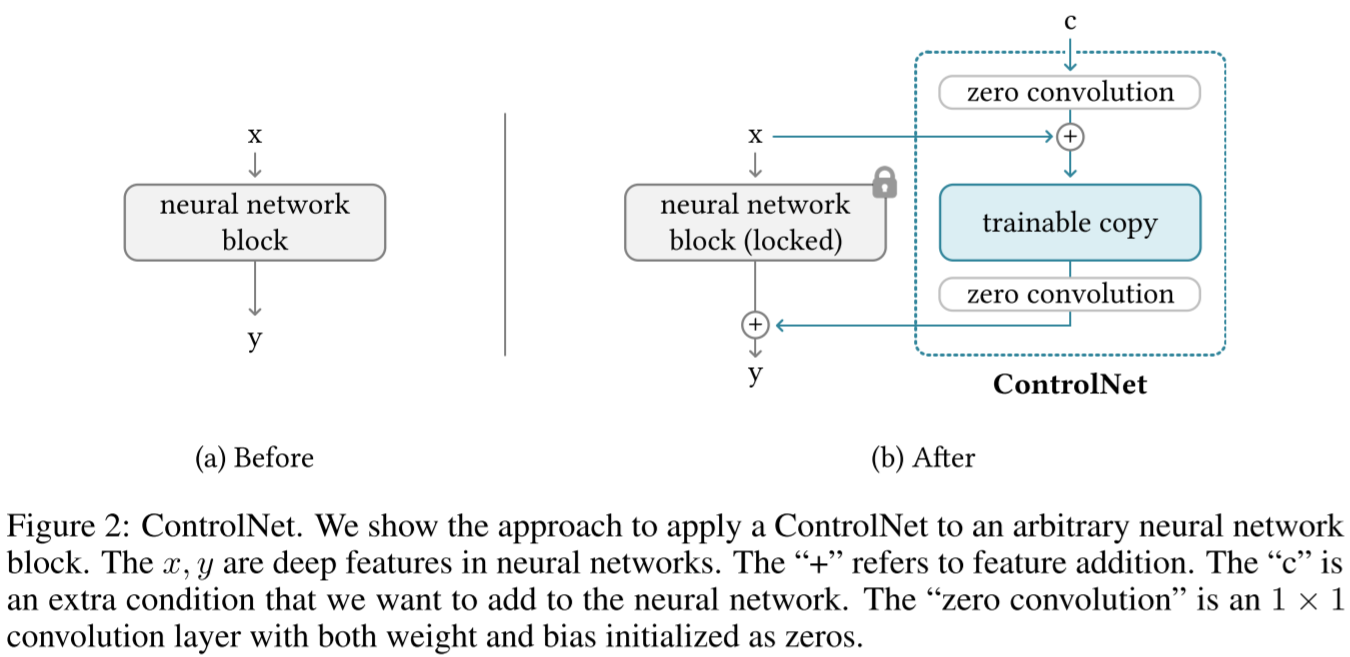 c
zero convolution
x
x
+
neural network
block
neural network
block (locked)
trainable copy
zero convolution
+
y
y
ControlNet
(a) Before
(b) After
Figure 2: ControlNet. We show the approach to apply a ControlNet to an arbitrary neural network
block. The x, y are deep features in neural networks. The “+” refers to feature addition. The “c” is
an extra condition that we want to add to the neural network. The “zero convolution” is an 1 × 1
convolution layer with both weight and bias initialized as zeros.